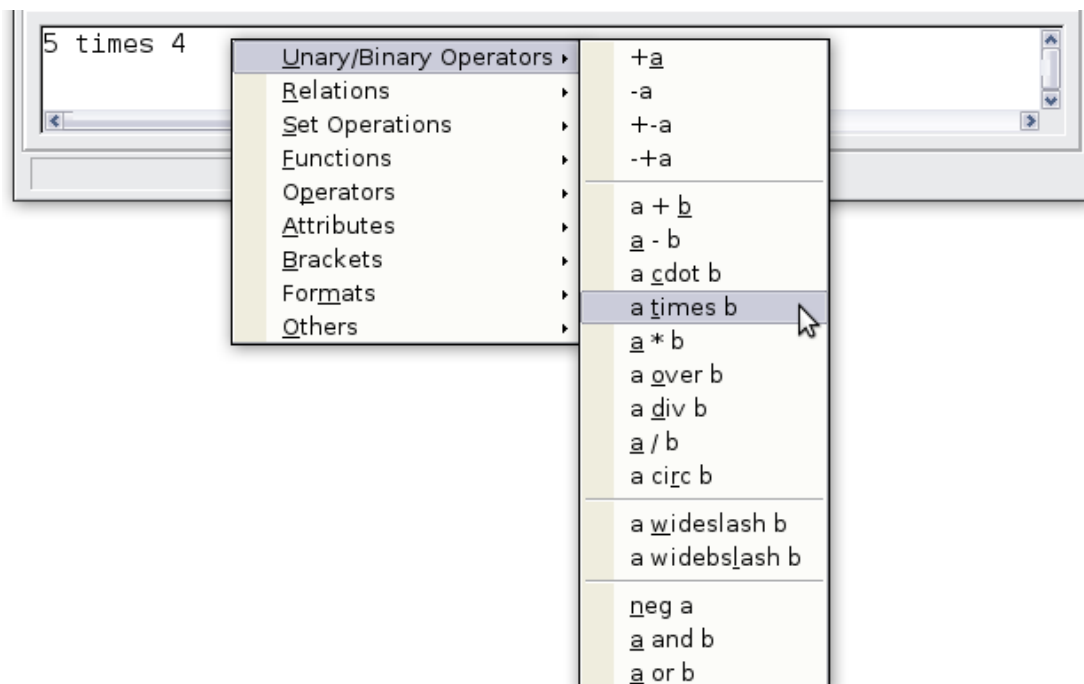 5 times 4
Unary/Binary Operators
Relations
Set Operations
Functions
Operators
Attributes
Brackets
Formats
Others
+a
-a
+-a
-+a
a + b
a - b
a cdot b
a times b
a * b
a over b
a div b
a / b
a circ b
a wideslash b
a widebslash b
neg a
a and b
a or b